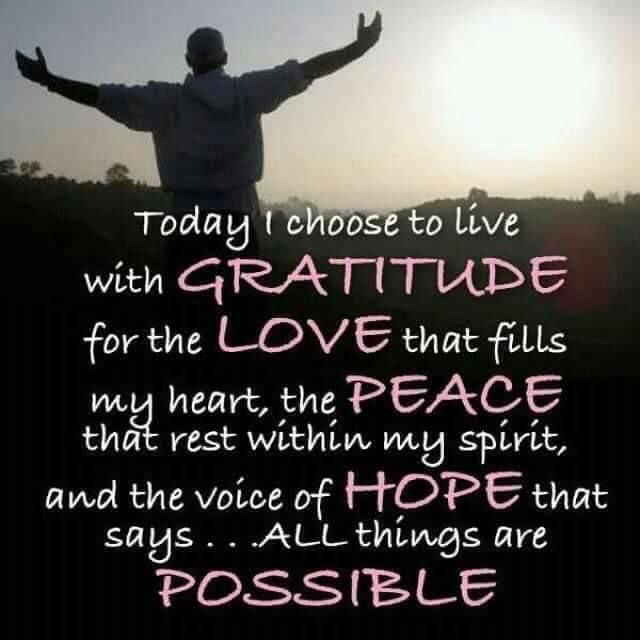 Today I choose to live
with GRATITUDE
for the LOVE that fills
my heart, the PEACE
that rest within my spirit,
and the voice of HOPE that
says . . .ALL things are
POSSIBLE